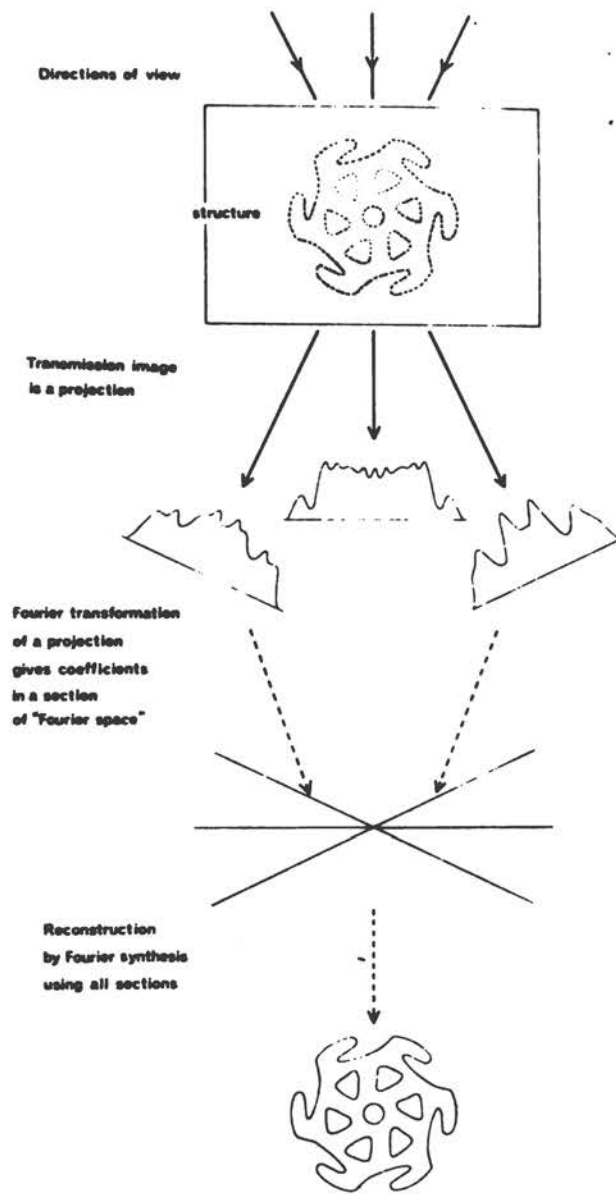 Directions of view
structure
Transmission image
is a projection
Fourier transformation
of a projection
gives coefficients
in a section
of "Fourier space"
Reconstruction
by Fourier synthesis
using all sections